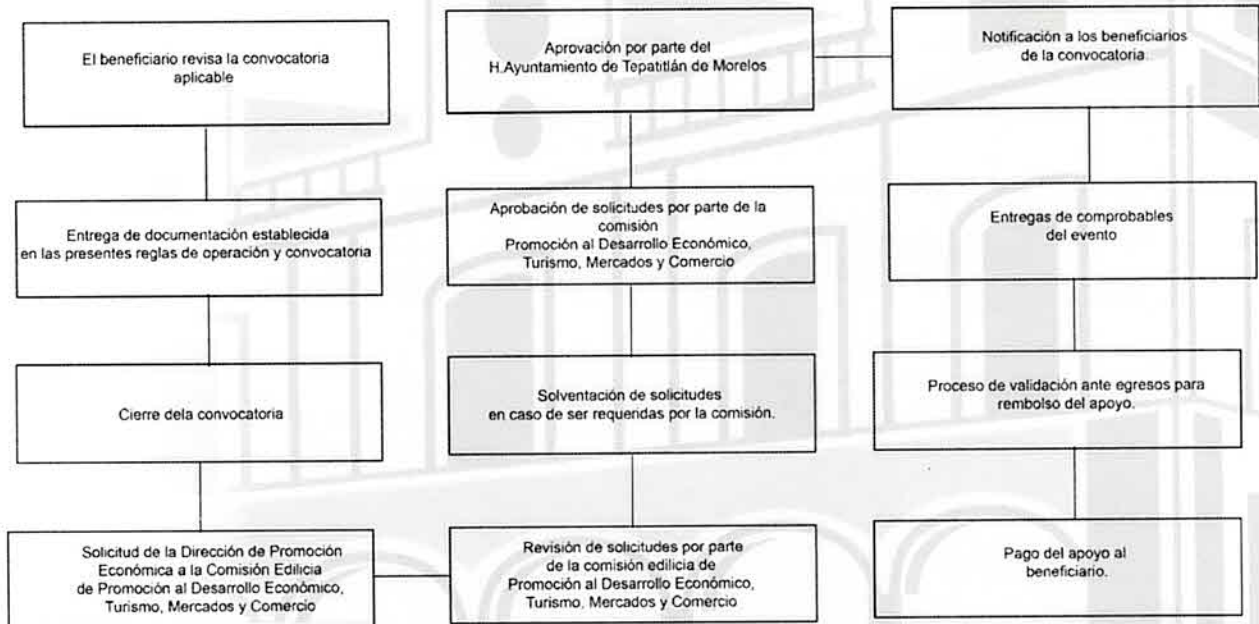 El beneficiario revisa la convocatoria
aplicable
Entrega de documentación establecida
en las presentes reglas de operación y convocatoria
Cierre dela convocatoria
Solicitud de la Dirección de Promoción
Económica a la Comisión Edilicia
de Promoción al Desarrollo Económico,
Turismo, Mercados y Comercio
Revisión de solicitudes por parte
de la comisión edilicia de
Promoción al Desarrollo Económico,
Turismo, Mercados y Comercio
Solventación de solicitudes
en caso de ser requeridas por la comisión.
Aprobación de solicitudes por parte de la
comisión
Promoción al Desarrollo Económico,
Turismo, Mercados y Comercio
Aprovación por parte del
H.Ayuntamiento de Tepatitlán de Morelos
Notificación a los beneficiarios
de la convocatoria.
Entregas de comprobables
del evento
Proceso de validación ante egresos para
rembolso del apoyo.
Pago del apoyo al
beneficiario.